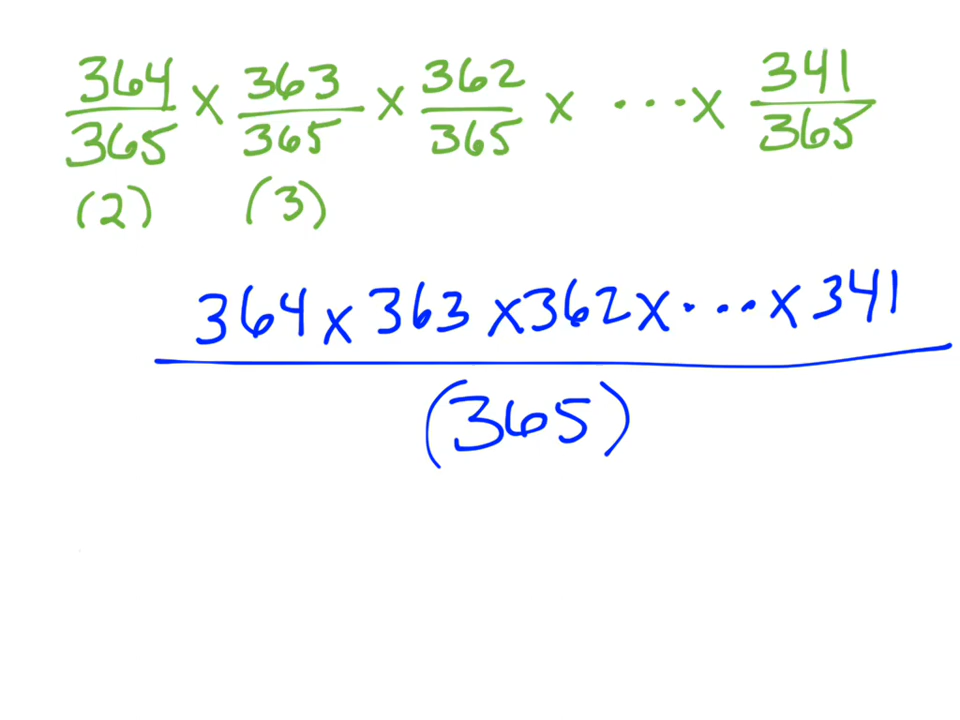 364/365 x 363/365 x 362/365 x ... x 341/365
(2) (3)
364 x 363 x 362 x ... x 341
(365)